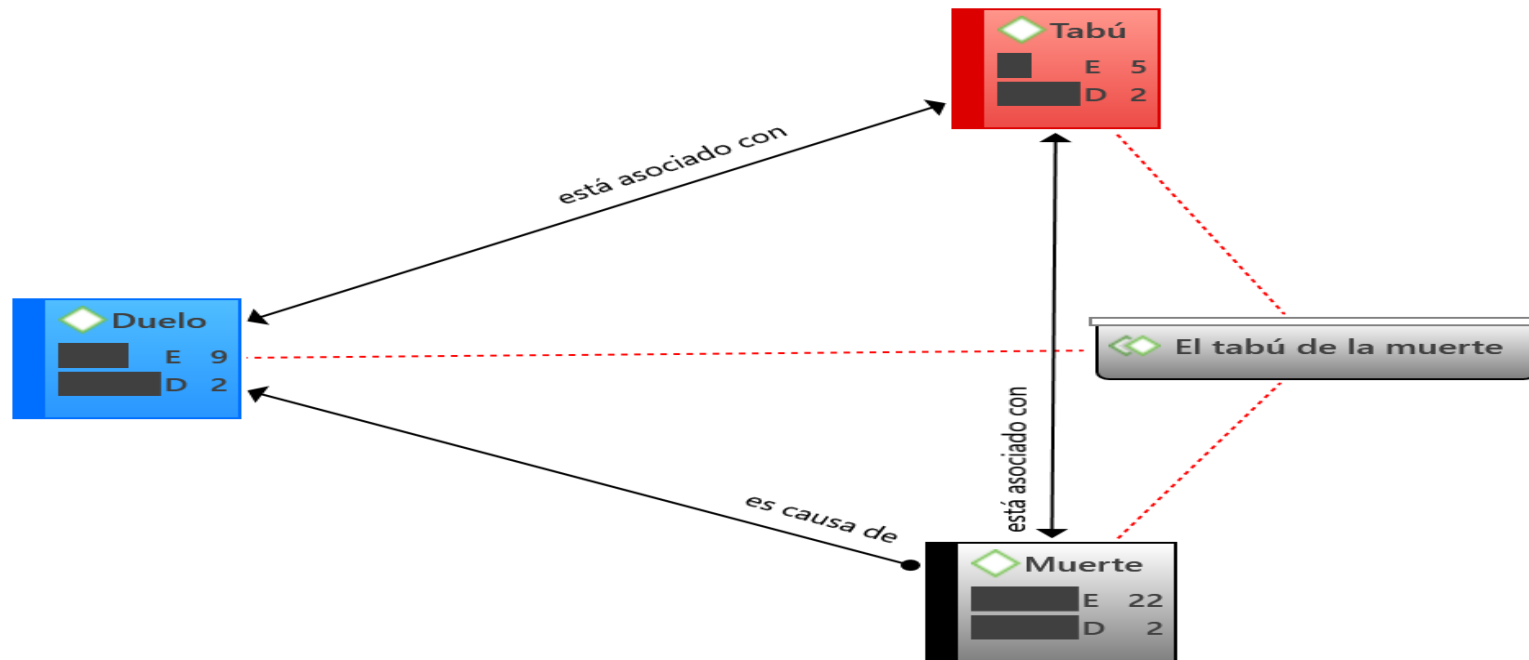 Tabú
E 5
D 2
está asociado con
Duelo
E 9
D 2
El tabú de la muerte
está asociado con
es causa de
Muerte
E 22
D 2